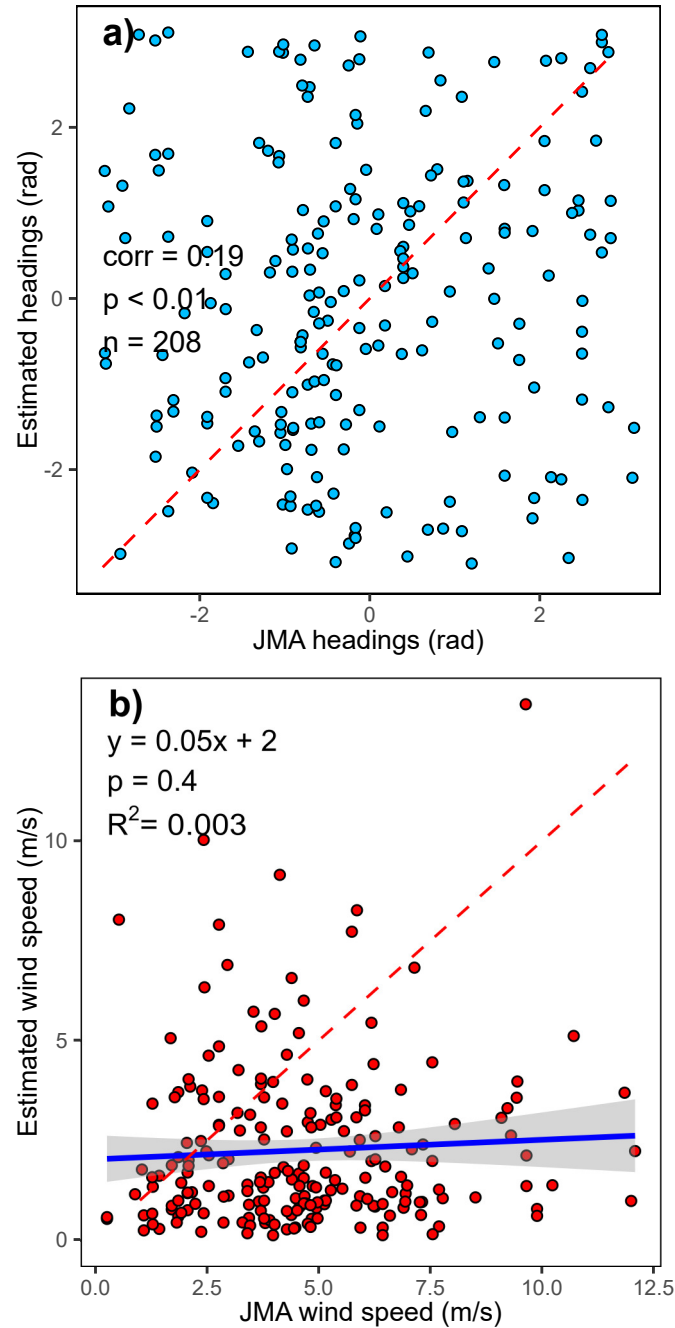 a)
2
0
-2
Estimated headings (rad)
corr = 0.19
p < 0.01
n = 208
-2 0 2
JMA headings (rad)
b)
y = 0.05x + 2
p = 0.4
R²= 0.003
10
5
0
Estimated wind speed (m/s)
0.0 2.5 5.0 7.5 10.0 12.5
JMA wind speed (m/s)